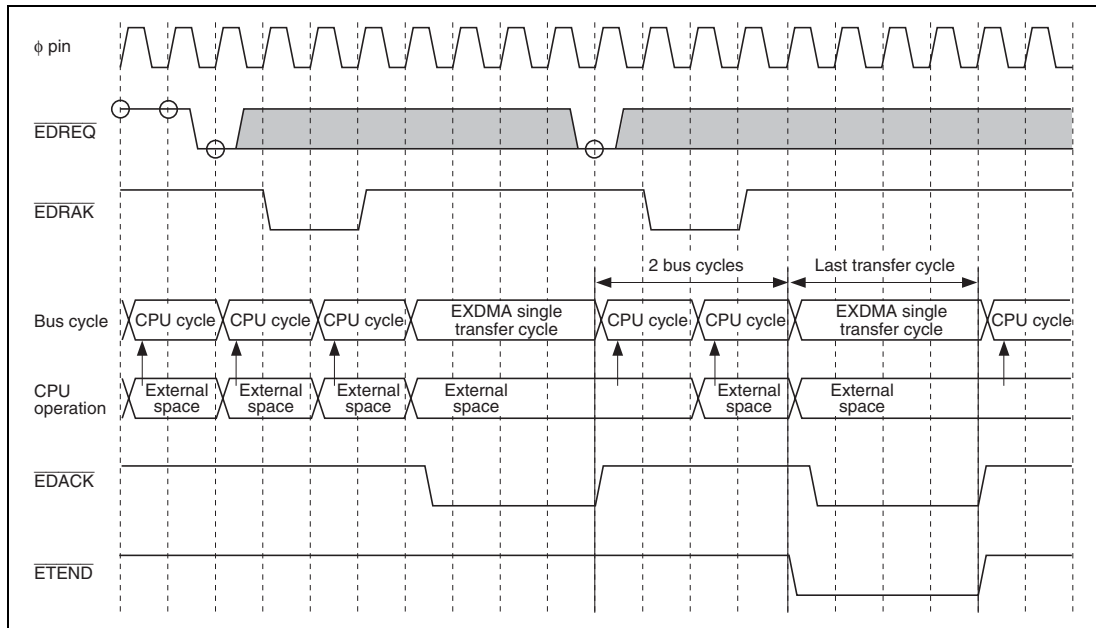 φ pin
EDREQ
EDRAK
2 bus cycles
Last transfer cycle
Bus cycle
CPU cycle
CPU cycle
CPU cycle
EXDMA single
transfer cycle
CPU cycle
CPU cycle
EXDMA single
transfer cycle
CPU cycle
CPU
operation
External
space
External
space
External
space
External
space
External
space
External
space
EDACK
ETEND